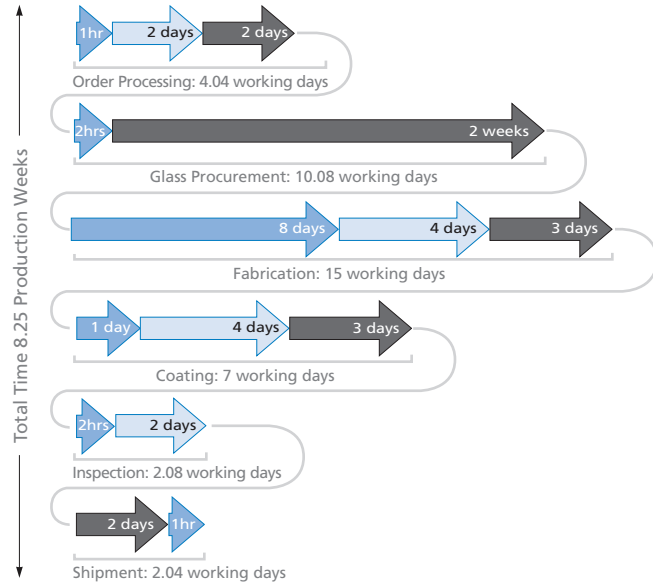 Total Time 8.25 Production Weeks
1hr
2 days
2 days
Order Processing: 4.04 working days
2hrs
2 weeks
Glass Procurement: 10.08 working days
8 days
4 days
3 days
Fabrication: 15 working days
1 day
4 days
3 days
Coating: 7 working days
2hrs
2 days
Inspection: 2.08 working days
2 days
1hr
Shipment: 2.04 working days